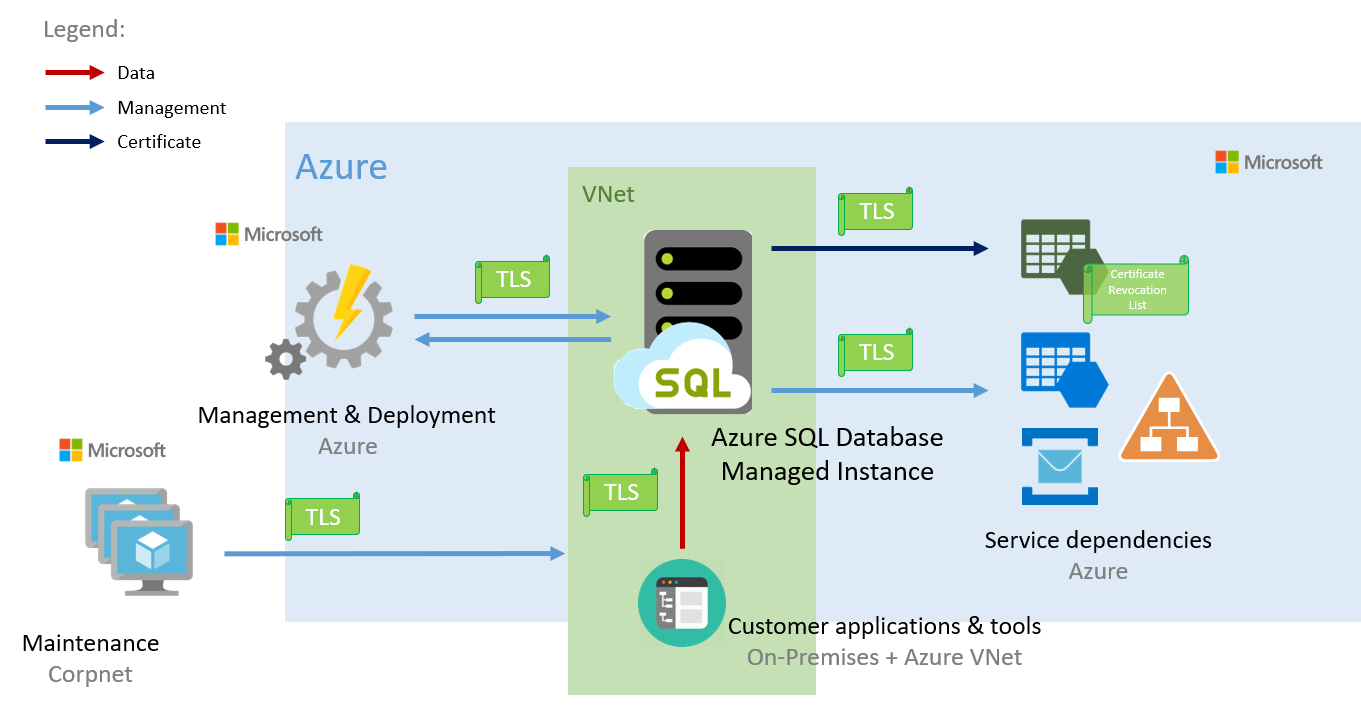 Legend:
Data
Management
Certificate
Azure
Microsoft
VNet
TLS
Microsoft
TLS
Certificate
Revocation
List
TLS
SQL
Management & Deployment
Azure
Azure SQL Database
Managed Instance
Microsoft
TLS
TLS
Service dependencies
Azure
Customer applications & tools
On-Premises + Azure VNet
Maintenance
Corpnet